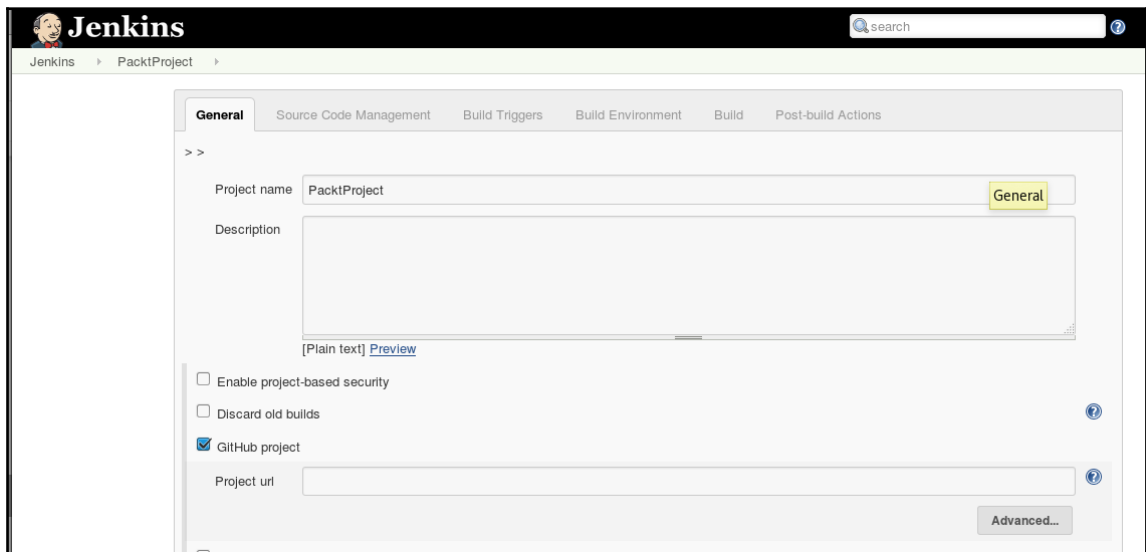 Jenkins
search
Jenkins PacktProject
General Source Code Management Build Triggers Build Environment Build Post-build Actions
> >
Project name PacktProject
General
Description
[Plain text] Preview
Enable project-based security
Discard old builds
GitHub project
Project url
Advanced...